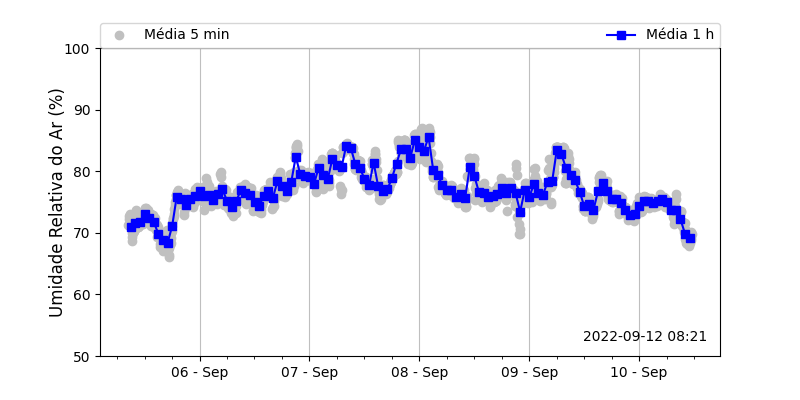 Média 5 min
Média 1 h
Umidade Relativa do Ar (%)
100
90
80
70
60
50
2022-09-12 08:21
06 - Sep
07 - Sep
08 - Sep
09 - Sep
10 - Sep